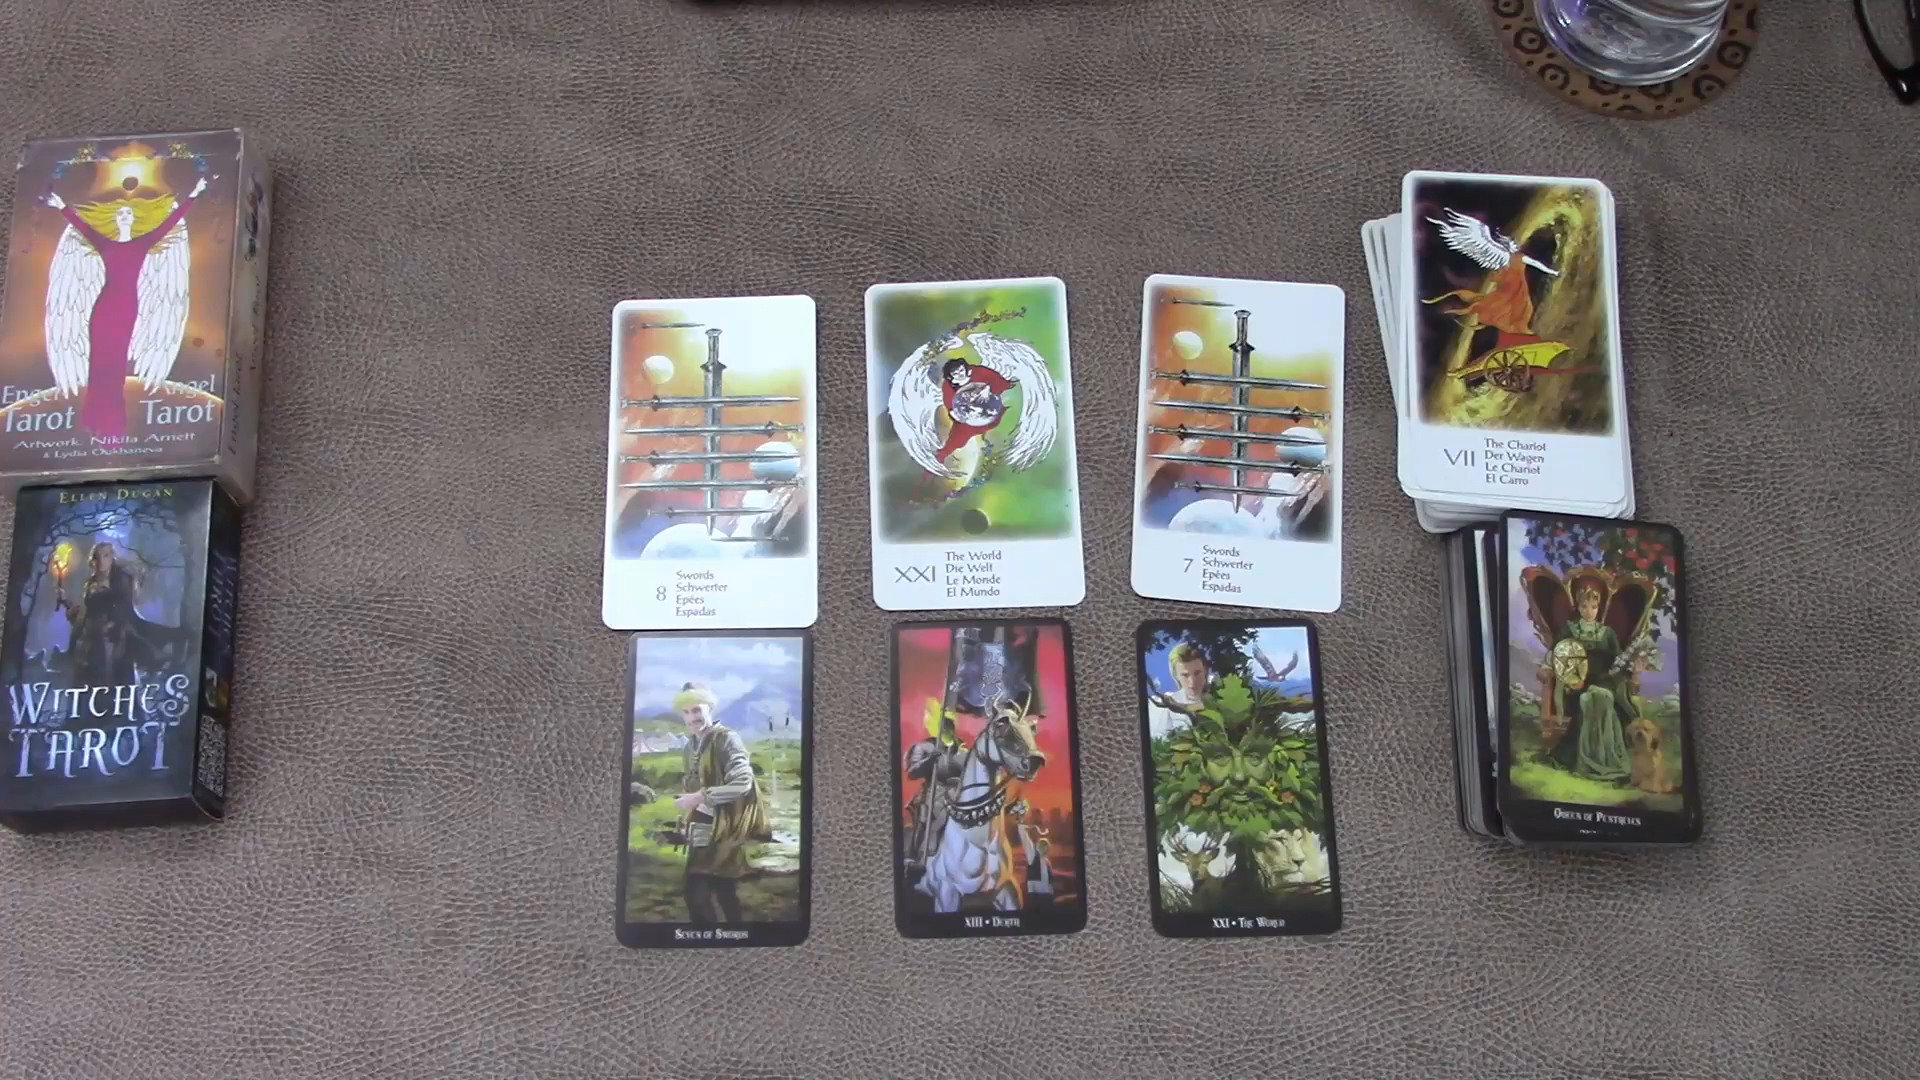 Engel Angel
Tarot Tarot
Artwork: Nikita Arnett
& Lydia Oukhaneva
ELLEN DUGAN
WITCHES
TAROT
8
Swords
Schwerter
Epées
Espadas
XXI
The World
Die Welt
Le Monde
El Mundo
7
Swords
Schwerter
Epées
Espadas
VII
The Chariot
Der Wagen
Le Chariot
El Carro
SEVEN OF SWORDS
XIII • DEATH
XXI • THE WORLD
QUEEN OF PENTACLES